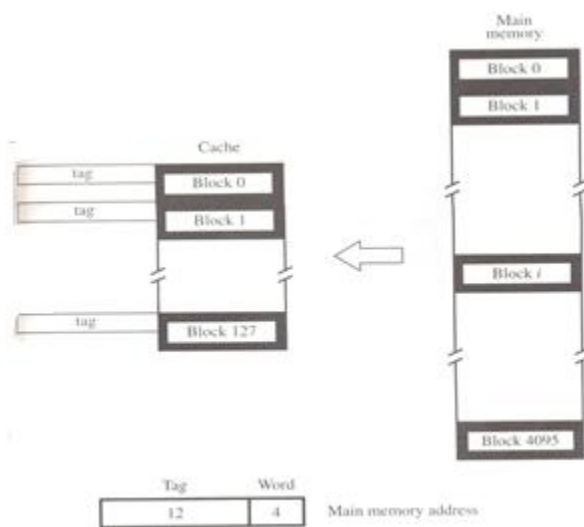 Main
memory
Block 0
Block 1
Cache
tag
Block 0
tag
Block 1
Block i
tag
Block 127
Block 4095
Tag
Word
12
4
Main memory address